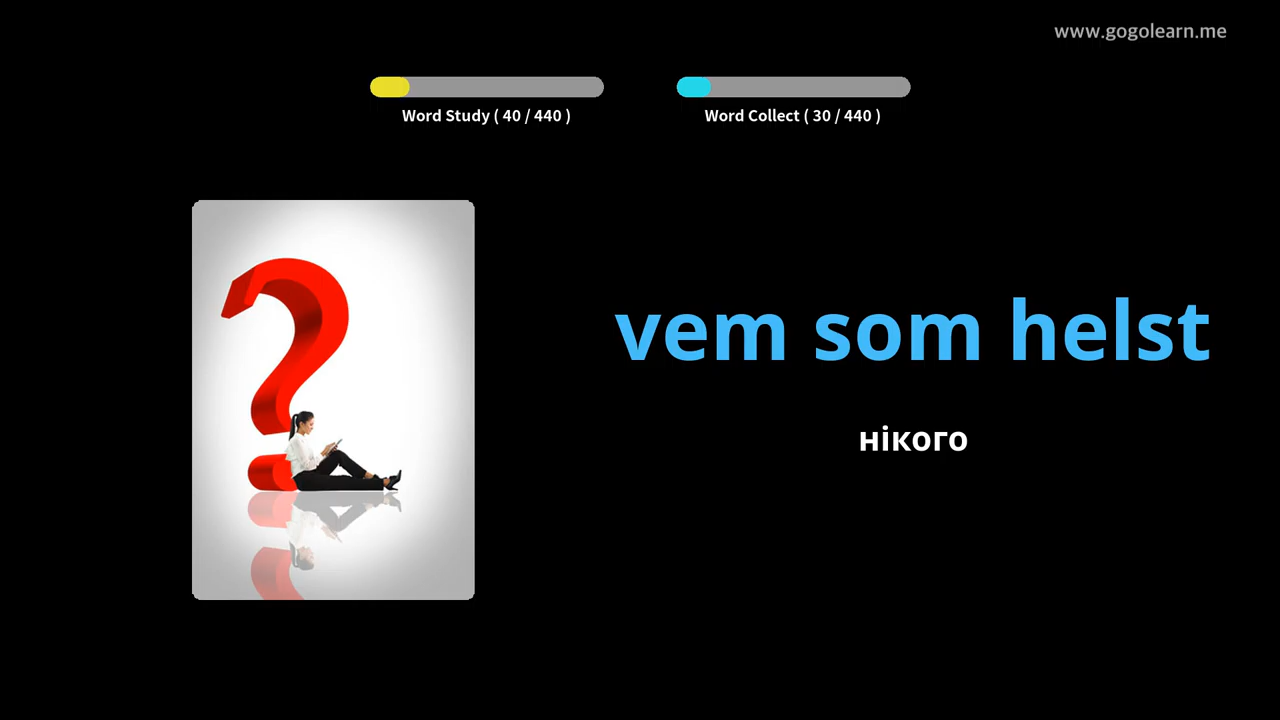 www.gogolearn.me
Word Study ( 40 / 440 )
Word Collect ( 30 / 440 )
vem som helst
нікого